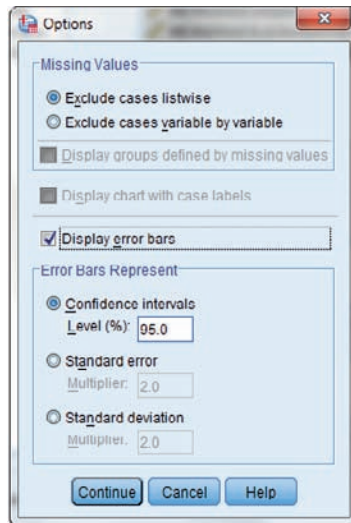 Options
Missing Values
Exclude cases listwise
Exclude cases variable by variable
Display groups defined by missing values
Display chart with case labels
Display error bars
Error Bars Represent
Confidence intervals
Level (%): 95.0
Standard error
Multiplier: 2.0
Standard deviation
Multiplier: 2.0
Continue Cancel Help